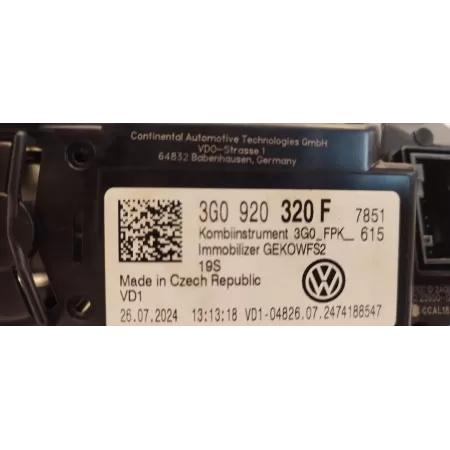 Continental Automotive Technologies GmbH
VDO-Strasse 1
64832 Babenhausen, Germany
3G0 920 320 F 7851
Kombiinstrument 3G0_FPK_ 615
Immobilizer GEKOWFS2
19S
Made in Czech Republic
VD1
26.07.2024 13:13:18 VD1-04826.07.2474188547